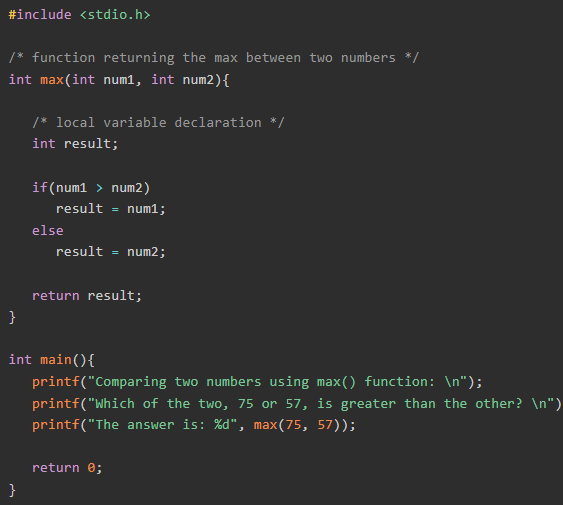 #include <stdio.h>
/* function returning the max between two numbers */
int max(int num1, int num2){
/* local variable declaration */
int result;
if(num1 > num2)
result = num1;
else
result = num2;
return result;
}
int main(){
printf("Comparing two numbers using max() function: \n");
printf("Which of the two, 75 or 57, is greater than the other? \n")
printf("The answer is: %d", max(75, 57));
return 0;
}